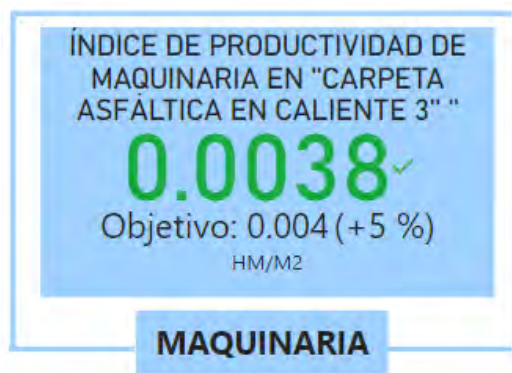 ÍNDICE DE PRODUCTIVIDAD DE
MAQUINARIA EN "CARPETA
ASFÁLTICA EN CALIENTE 3" "
0.0038
Objetivo: 0.004 (+5 %)
HM/M2
MAQUINARIA